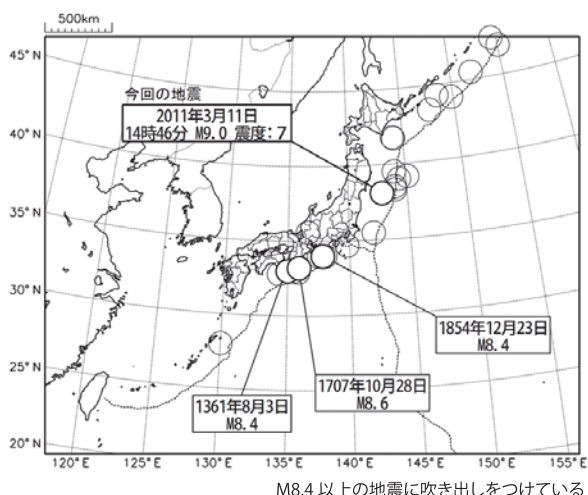 500km
45° N
40° N
35° N
30° N
25° N
20° N
今回の地震
2011年3月11日
14時46分 M9.0 震度：7
1854年12月23日
M8.4
1707年10月28日
M8.6
1361年8月3日
M8.4
120° E
125° E
130° E
135° E
140° E
145° E
150° E
155° E
M8.4 以上の地震に吹き出しをつけている